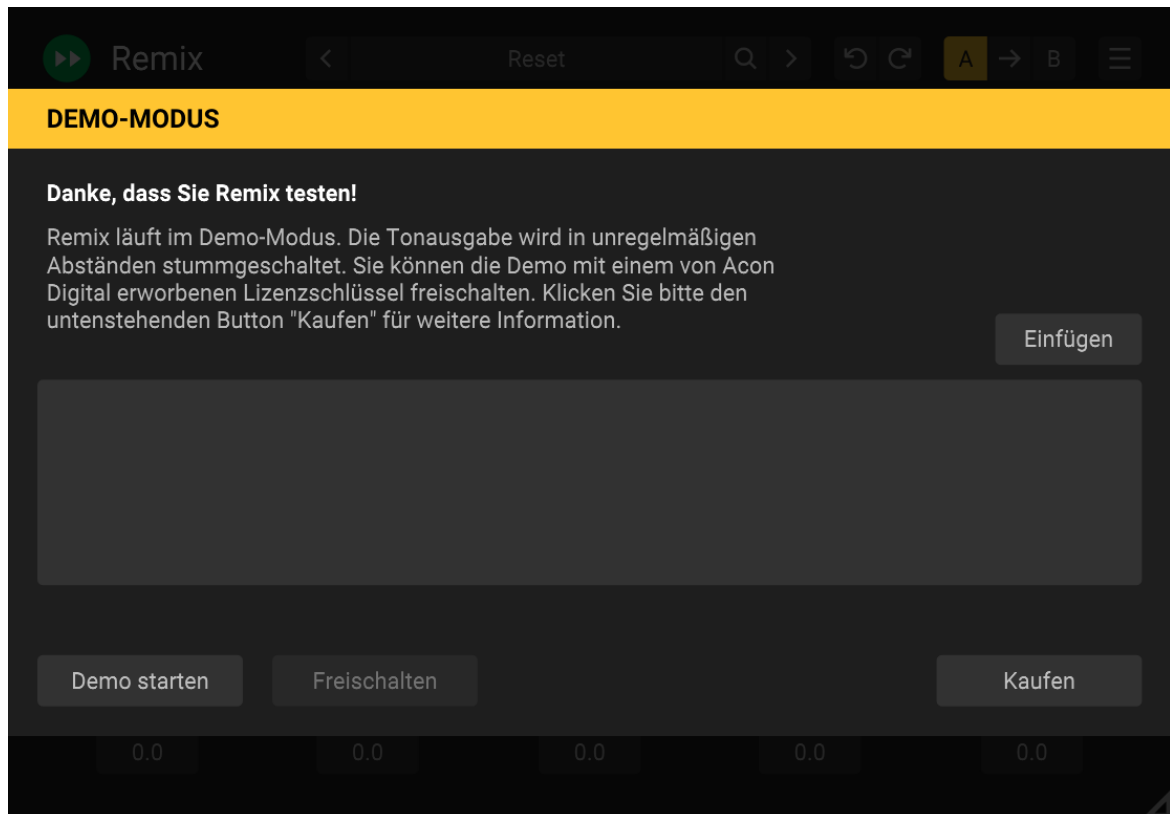 Remix
Reset
A
B
DEMO-MODUS
Danke, dass Sie Remix testen!
Remix läuft im Demo-Modus. Die Tonausgabe wird in unregelmäßigen
Abständen stummgeschaltet. Sie können die Demo mit einem von Acon
Digital erworbenen Lizenzschlüssel freischalten. Klicken Sie bitte den
untenstehenden Button "Kaufen" für weitere Information.
Einfügen
Demo starten
Freischalten
Kaufen
0.0
0.0
0.0
0.0
0.0